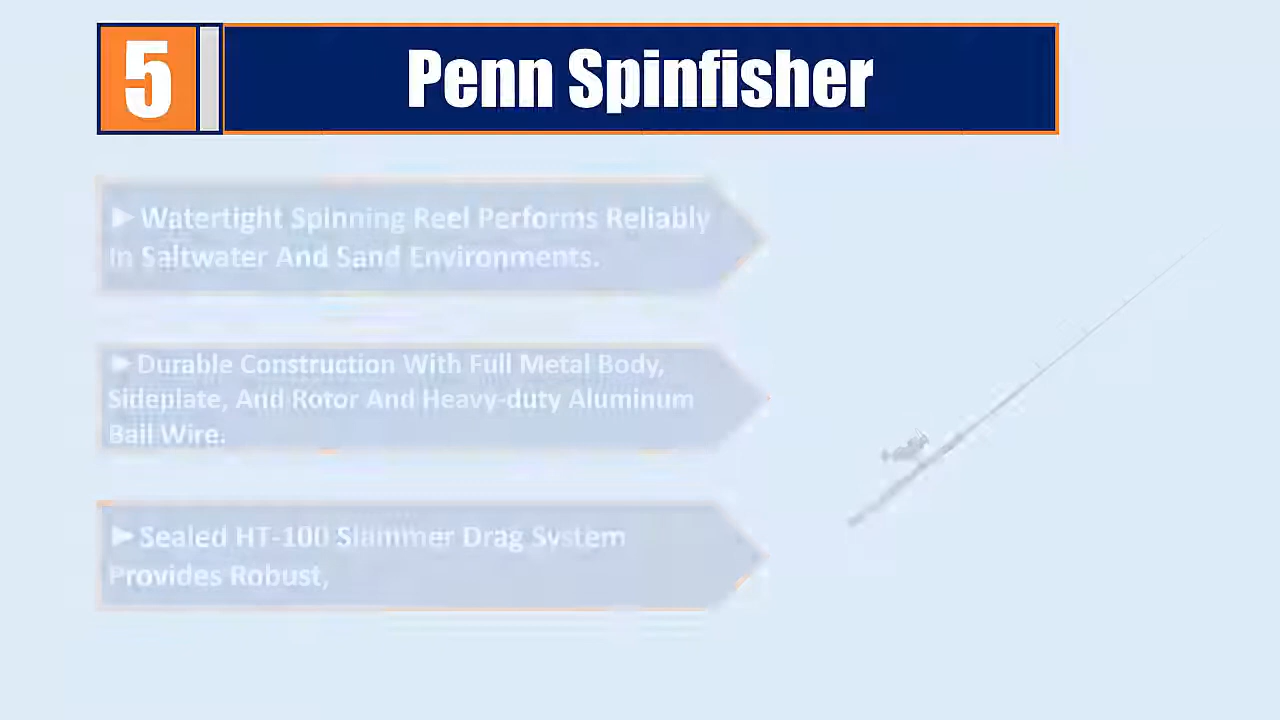 5
Penn Spinfisher
►Watertight Spinning Reel Performs Reliably
In Saltwater And Sand Environments.
►Durable Construction With Full Metal Body,
Sideplate, And Rotor And Heavy-duty Aluminum
Bail Wire.
►Sealed HT-100 Slammer Drag System
Provides Robust,